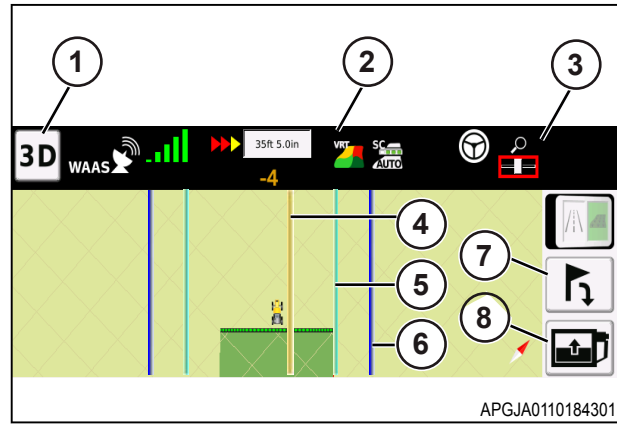 1
2
3
3D
WAAS
35ft 5.0in
VRT
SC
AUTO
-4
4
5
7
8
6
APGJA0110184301